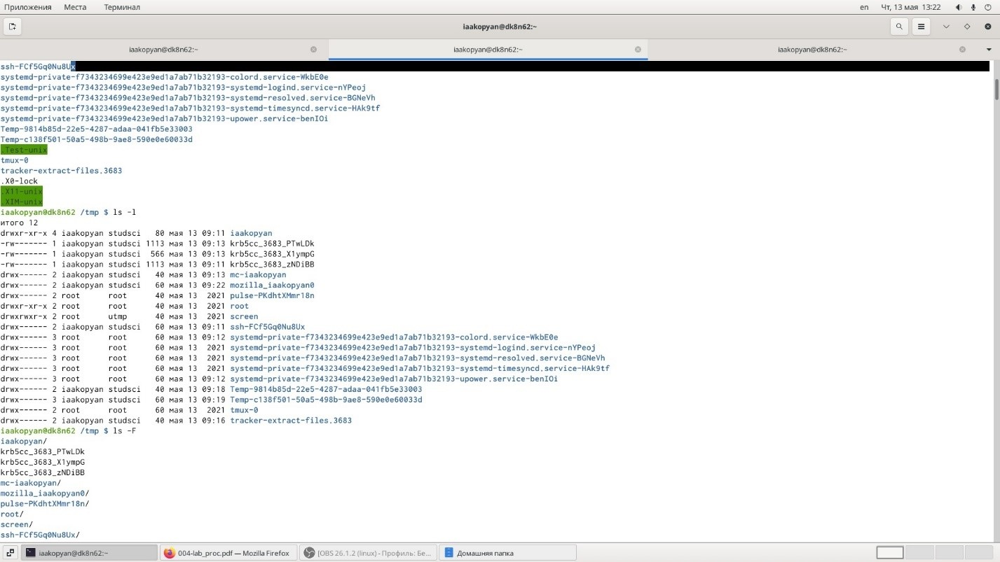 Приложения Места Терминал en Чт, 13 мая 13:22
iaakopyan@dk8n62:~
iaakopyan@dk8n62:~ iaakopyan@dk8n62:~ iaakopyan@dk8n62:~
ssh-FCf5Gq0Nu8Ux
systemd-private-f7343234699e423e9ed1a7ab71b32193-colord.service-WkbE0e
systemd-private-f7343234699e423e9ed1a7ab71b32193-systemd-logind.service-nYPeoj
systemd-private-f7343234699e423e9ed1a7ab71b32193-systemd-resolved.service-BGNeVh
systemd-private-f7343234699e423e9ed1a7ab71b32193-systemd-timesyncd.service-HAk9tf
systemd-private-f7343234699e423e9ed1a7ab71b32193-upower.service-benIOi
Temp-9814b85d-22e5-4287-adaa-041fb5e33003
Temp-c138f501-50a5-498b-9ae8-590e0e60033d
.Test-unix
tmux-0
tracker-extract-files.3683
.X0-lock
.X11-unix
.XIM-unix
iaakopyan@dk8n62 /tmp $ ls -l
итого 12
drwxr-xr-x 4 iaakopyan studsci   80 мая 13 09:11 iaakopyan
-rw------- 1 iaakopyan studsci 1113 мая 13 09:13 krb5cc_3683_PTwLDk
-rw------- 1 iaakopyan studsci  566 мая 13 09:13 krb5cc_3683_X1ympG
-rw------- 1 iaakopyan studsci 1113 мая 13 09:11 krb5cc_3683_zNDiBB
drwx------ 2 iaakopyan studsci   40 мая 13 09:13 mc-iaakopyan
drwx------ 2 iaakopyan studsci   60 мая 13 09:22 mozilla_iaakopyan0
drwx------ 2 root      root      40 мая 13  2021 pulse-PKdhtXMmr18n
drwxr-xr-x 2 root      root      40 мая 13  2021 root
drwxrwxr-x 2 root      utmp      40 мая 13  2021 screen
drwx------ 2 iaakopyan studsci   60 мая 13 09:11 ssh-FCf5Gq0Nu8Ux
drwx------ 3 root      root      60 мая 13 09:12 systemd-private-f7343234699e423e9ed1a7ab71b32193-colord.service-WkbE0e
drwx------ 3 root      root      60 мая 13  2021 systemd-private-f7343234699e423e9ed1a7ab71b32193-systemd-logind.service-nYPeoj
drwx------ 3 root      root      60 мая 13  2021 systemd-private-f7343234699e423e9ed1a7ab71b32193-systemd-resolved.service-BGNeVh
drwx------ 3 root      root      60 мая 13  2021 systemd-private-f7343234699e423e9ed1a7ab71b32193-systemd-timesyncd.service-HAk9tf
drwx------ 3 root      root      60 мая 13 09:12 systemd-private-f7343234699e423e9ed1a7ab71b32193-upower.service-benIOi
drwx------ 2 iaakopyan studsci   40 мая 13 09:18 Temp-9814b85d-22e5-4287-adaa-041fb5e33003
drwx------ 3 iaakopyan studsci   60 мая 13 09:19 Temp-c138f501-50a5-498b-9ae8-590e0e60033d
drwx------ 2 root      root      60 мая 13  2021 tmux-0
drwx------ 2 iaakopyan studsci   40 мая 13 09:16 tracker-extract-files.3683
iaakopyan@dk8n62 /tmp $ ls -F
iaakopyan/
krb5cc_3683_PTwLDk
krb5cc_3683_X1ympG
krb5cc_3683_zNDiBB
mc-iaakopyan/
mozilla_iaakopyan0/
pulse-PKdhtXMmr18n/
root/
screen/
ssh-FCf5Gq0Nu8Ux/
iaakopyan@dk8n62:~ 004-lab_proc.pdf — Mozilla Firefox [OBS 26.1.2 (linux) - Профиль: Бе... Домашняя папка